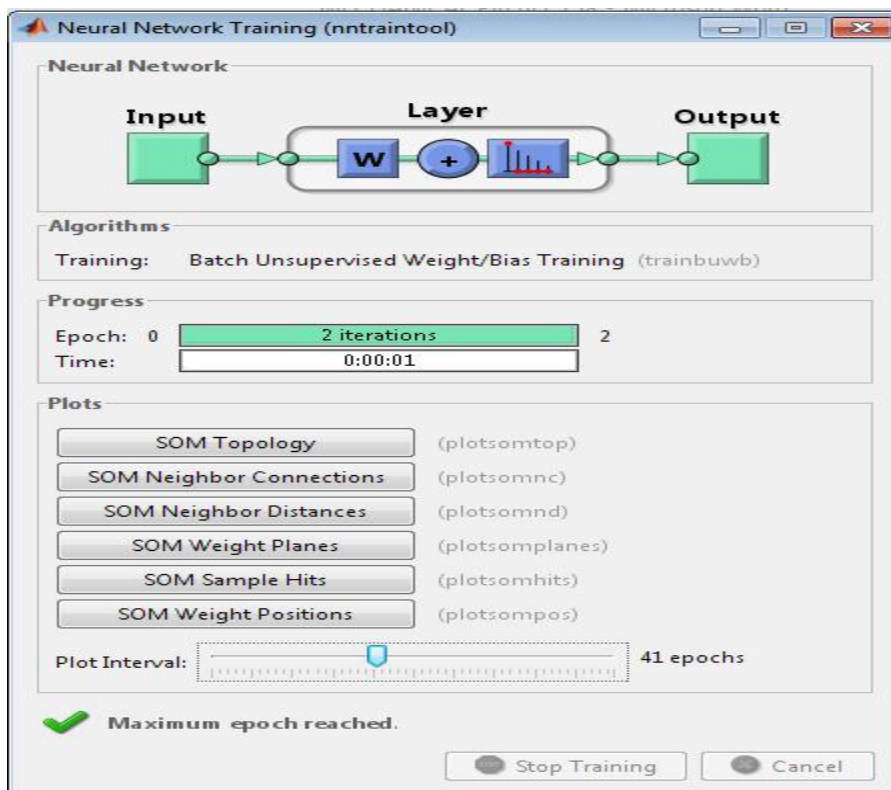 Neural Network Training (nntraintool)
Neural Network
Input
Layer
Output
W
+
Algorithms
Training: Batch Unsupervised Weight/Bias Training (trainbuwb)
Progress
Epoch: 0 2 iterations 2
Time: 0:00:01
Plots
SOM Topology (plotsomtop)
SOM Neighbor Connections (plotsomnc)
SOM Neighbor Distances (plotsomnd)
SOM Weight Planes (plotsomplanes)
SOM Sample Hits (plotsomhits)
SOM Weight Positions (plotsompos)
Plot Interval: 41 epochs
Maximum epoch reached.
Stop Training Cancel